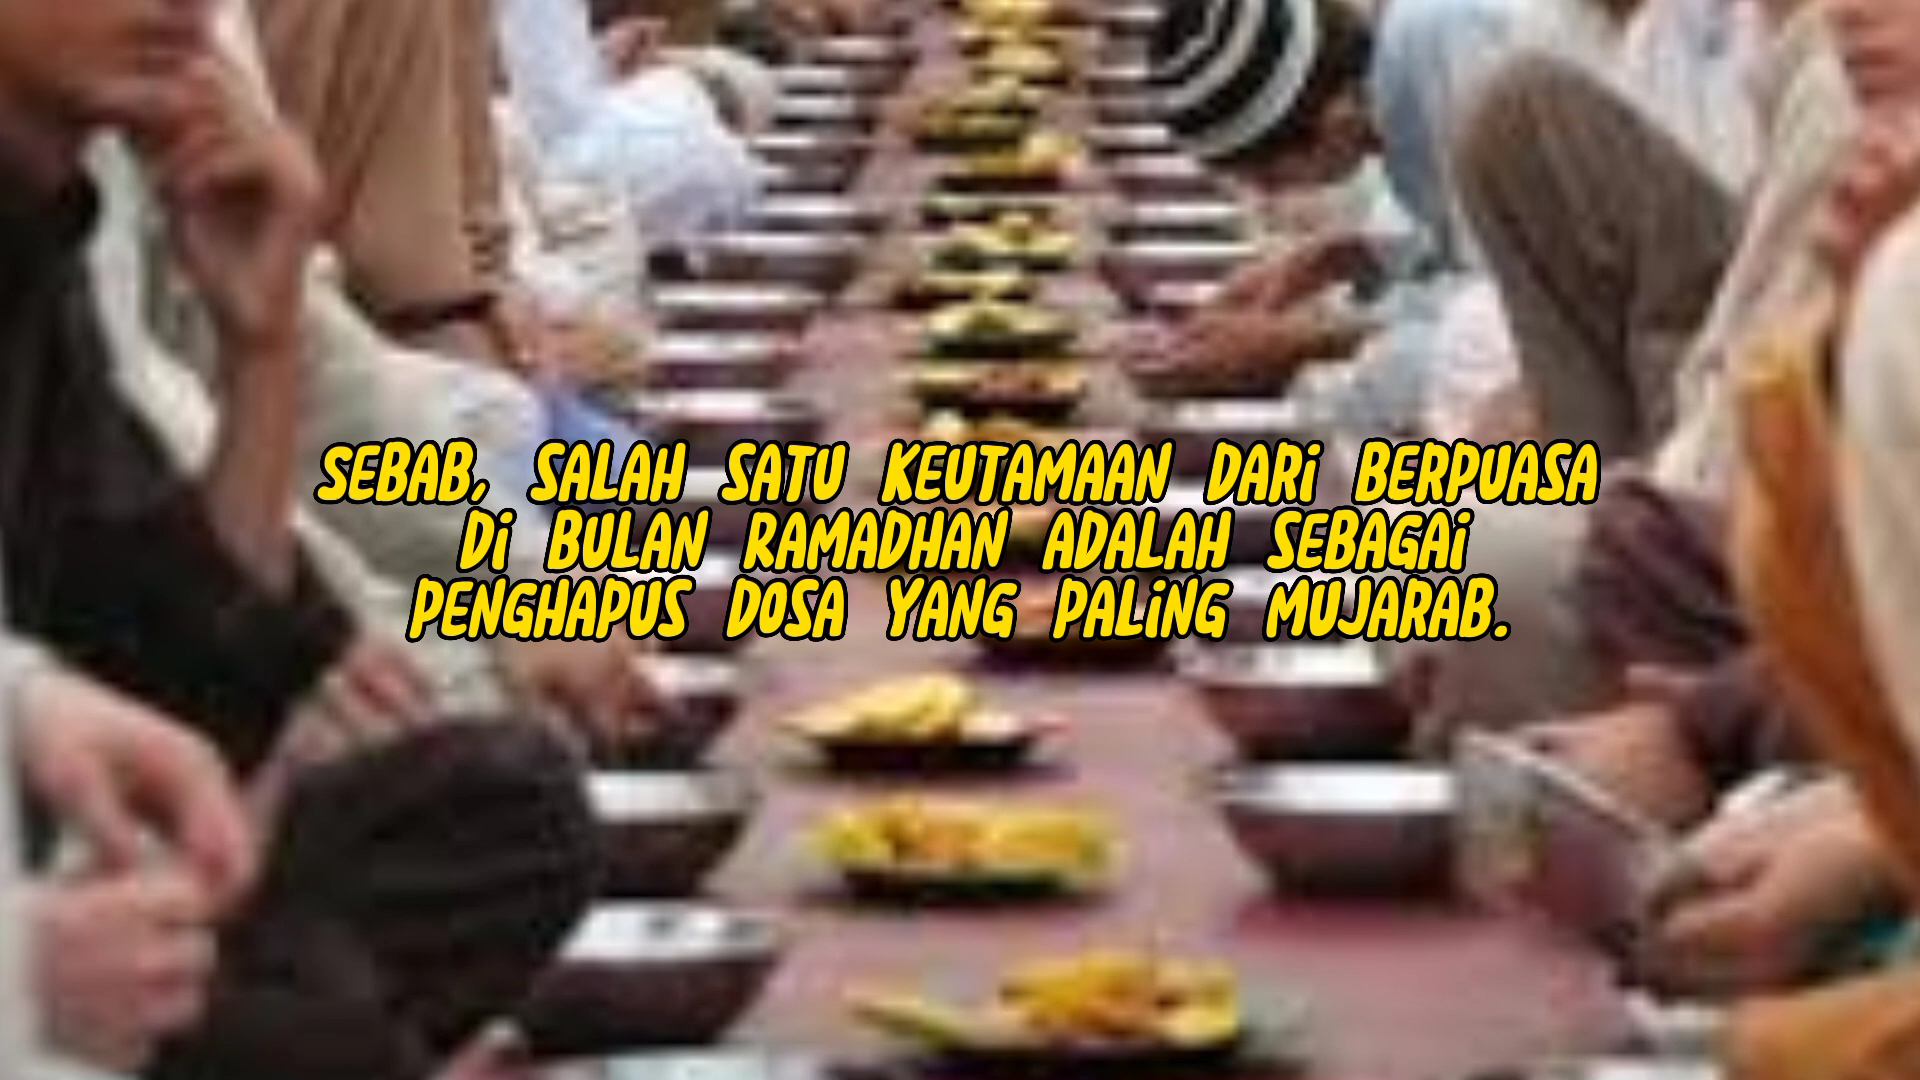 SEBAB, SALAH SATU KEUTAMAAN DARi BERPUASA
Di BULAN RAMADHAN ADALAH SEBAGAi
PENGHAPUS DOSA YANG PALiNG MUJARAB.